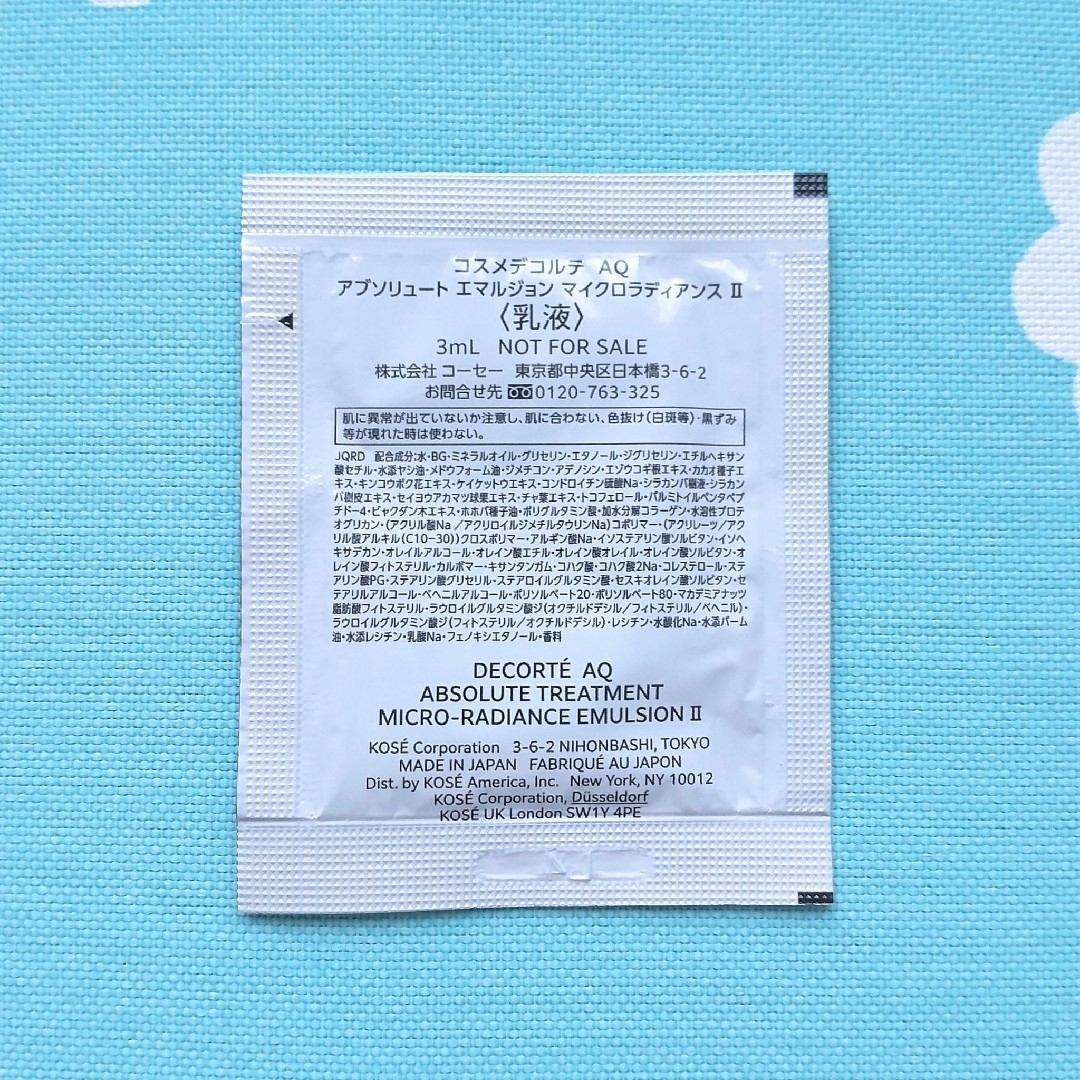 コスメデコルテ AQ
アブソリュート エマルジョン マイクロラディアンス Ⅱ
〈乳液〉
3mL NOT FOR SALE
株式会社 コーセー 東京都中央区日本橋3-6-2
お問合せ先 0120-763-325
肌に異常が出ていないか注意し、肌に合わない、色抜け(白斑等)・黒ずみ
等が現れた時は使わない。
JQRD 配合成分:水・BG・ミネラルオイル・グリセリン・エタノール・ジグリセリン・エチルヘキサン
酸セチル・水添ヤシ油・メドウフォーム油・ジメチコン・アデノシン・エゾウコギ根エキス・カカオ種子エ
キス・キンコウボク花エキス・ケイケットウエキス・コンドロイチン硫酸Na・シラカンバ樹液・シラカン
バ樹皮エキス・セイヨウアカマツ球果エキス・チャ葉エキス・トコフェロール・パルミトイルペンタペプ
チドー4・ビャクダン木エキス・ホホバ種子油・ポリグルタミン酸・加水分解コラーゲン・水溶性プロテ
オグリカン・(アクリル酸Na/アクリロイルジメチルタウリンNa)コポリマー・(アクリレーツ/アク
リル酸アルキル(C10-30))クロスポリマー・アルギン酸Na・イソステアリン酸ソルビタン・イソヘ
キサデカン・オレイルアルコール・オレイン酸エチル・オレイン酸オレイル・オレイン酸ソルビタン・オ
レイン酸フィトステリル・カルボマー・キサンタンガム・コハク酸・コハク酸2Na・コレステロール・ステ
アリン酸PG・ステアリン酸グリセリル・ステアロイルグルタミン酸・セスキオレイン酸ソルビタン・セ
テアリルアルコール・ベヘニルアルコール・ポリソルベート20・ポリソルベート80・マカデミアナッツ
脂肪酸フィトステリル・ラウロイルグルタミン酸ジ(オクチルドデシル/フィトステリル/ベヘニル)・
ラウロイルグルタミン酸ジ(フィトステリル/オクチルドデシル)・レシチン・水酸化Na・水添パーム
油・水添レシチン・乳酸Na・フェノキシエタノール・香料
DECORTÉ AQ
ABSOLUTE TREATMENT
MICRO-RADIANCE EMULSION Ⅱ
KOSÉ Corporation 3-6-2 NIHONBASHI, TOKYO
MADE IN JAPAN FABRIQUÉ AU JAPON
Dist. by KOSÉ America, Inc. New York, NY 10012
KOSÉ Corporation, Düsseldorf
KOSÉ UK London SW1Y 4PE